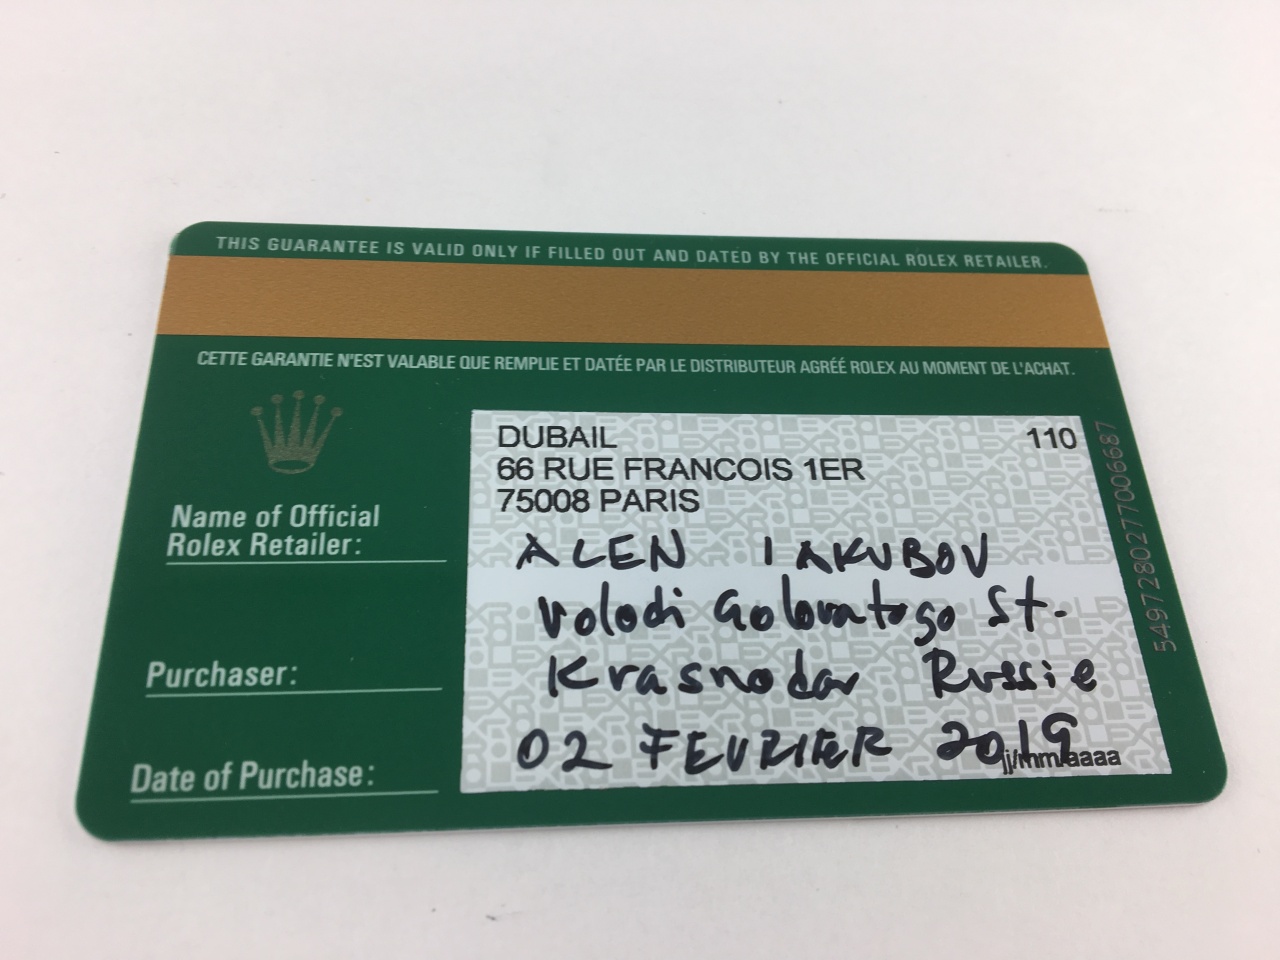 THIS GUARANTEE IS VALID ONLY IF FILLED OUT AND DATED BY THE OFFICIAL ROLEX RETAILER.
CETTE GARANTIE N'EST VALABLE QUE REMPLIE ET DATÉE PAR LE DISTRIBUTEUR AGRÉÉ ROLEX AU MOMENT DE L'ACHAT.
DUBAIL 110
66 RUE FRANCOIS 1ER
75008 PARIS
Name of Official
Rolex Retailer:
ALEN IAKUBOV
Volodi Golovatogo St.
Purchaser:
Krasnodar Russie
Date of Purchase:
02 FEVRIER 2019
jj/mm/aaaa
5497280277006687